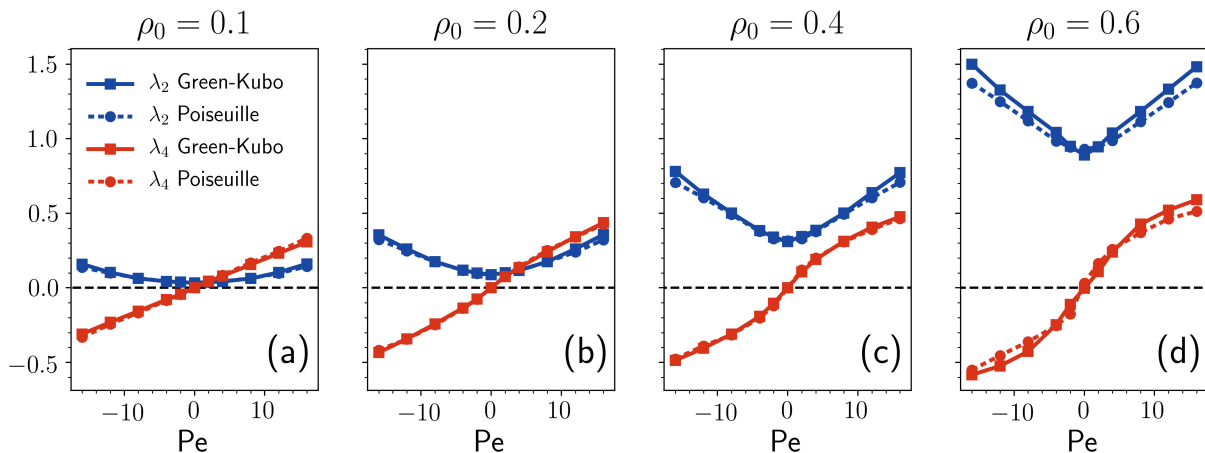 ρ₀ = 0.1
ρ₀ = 0.2
ρ₀ = 0.4
ρ₀ = 0.6
1.5
1.0
0.5
0.0
−0.5
λ₂ Green-Kubo
λ₂ Poiseuille
λ₄ Green-Kubo
λ₄ Poiseuille
(a)
(b)
(c)
(d)
−10 0 10
−10 0 10
−10 0 10
−10 0 10
Pe
Pe
Pe
Pe